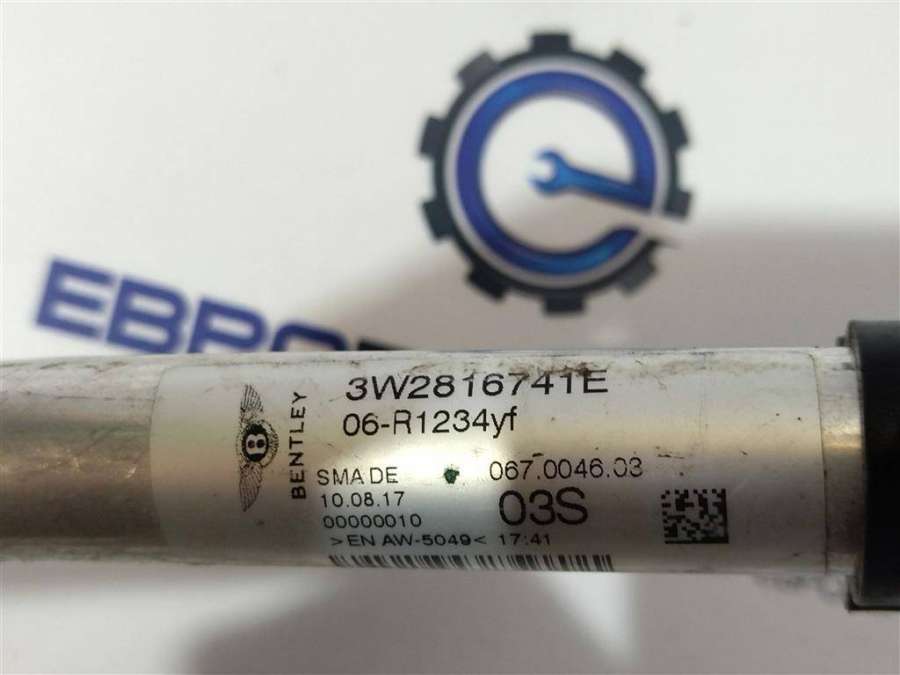 ЕВРО
3W2816741E
06-R1234yf
BENTLEY
B
SMA DE
067.0046.03
10.08.17
03S
00000010
>EN AW-5049< 17:41